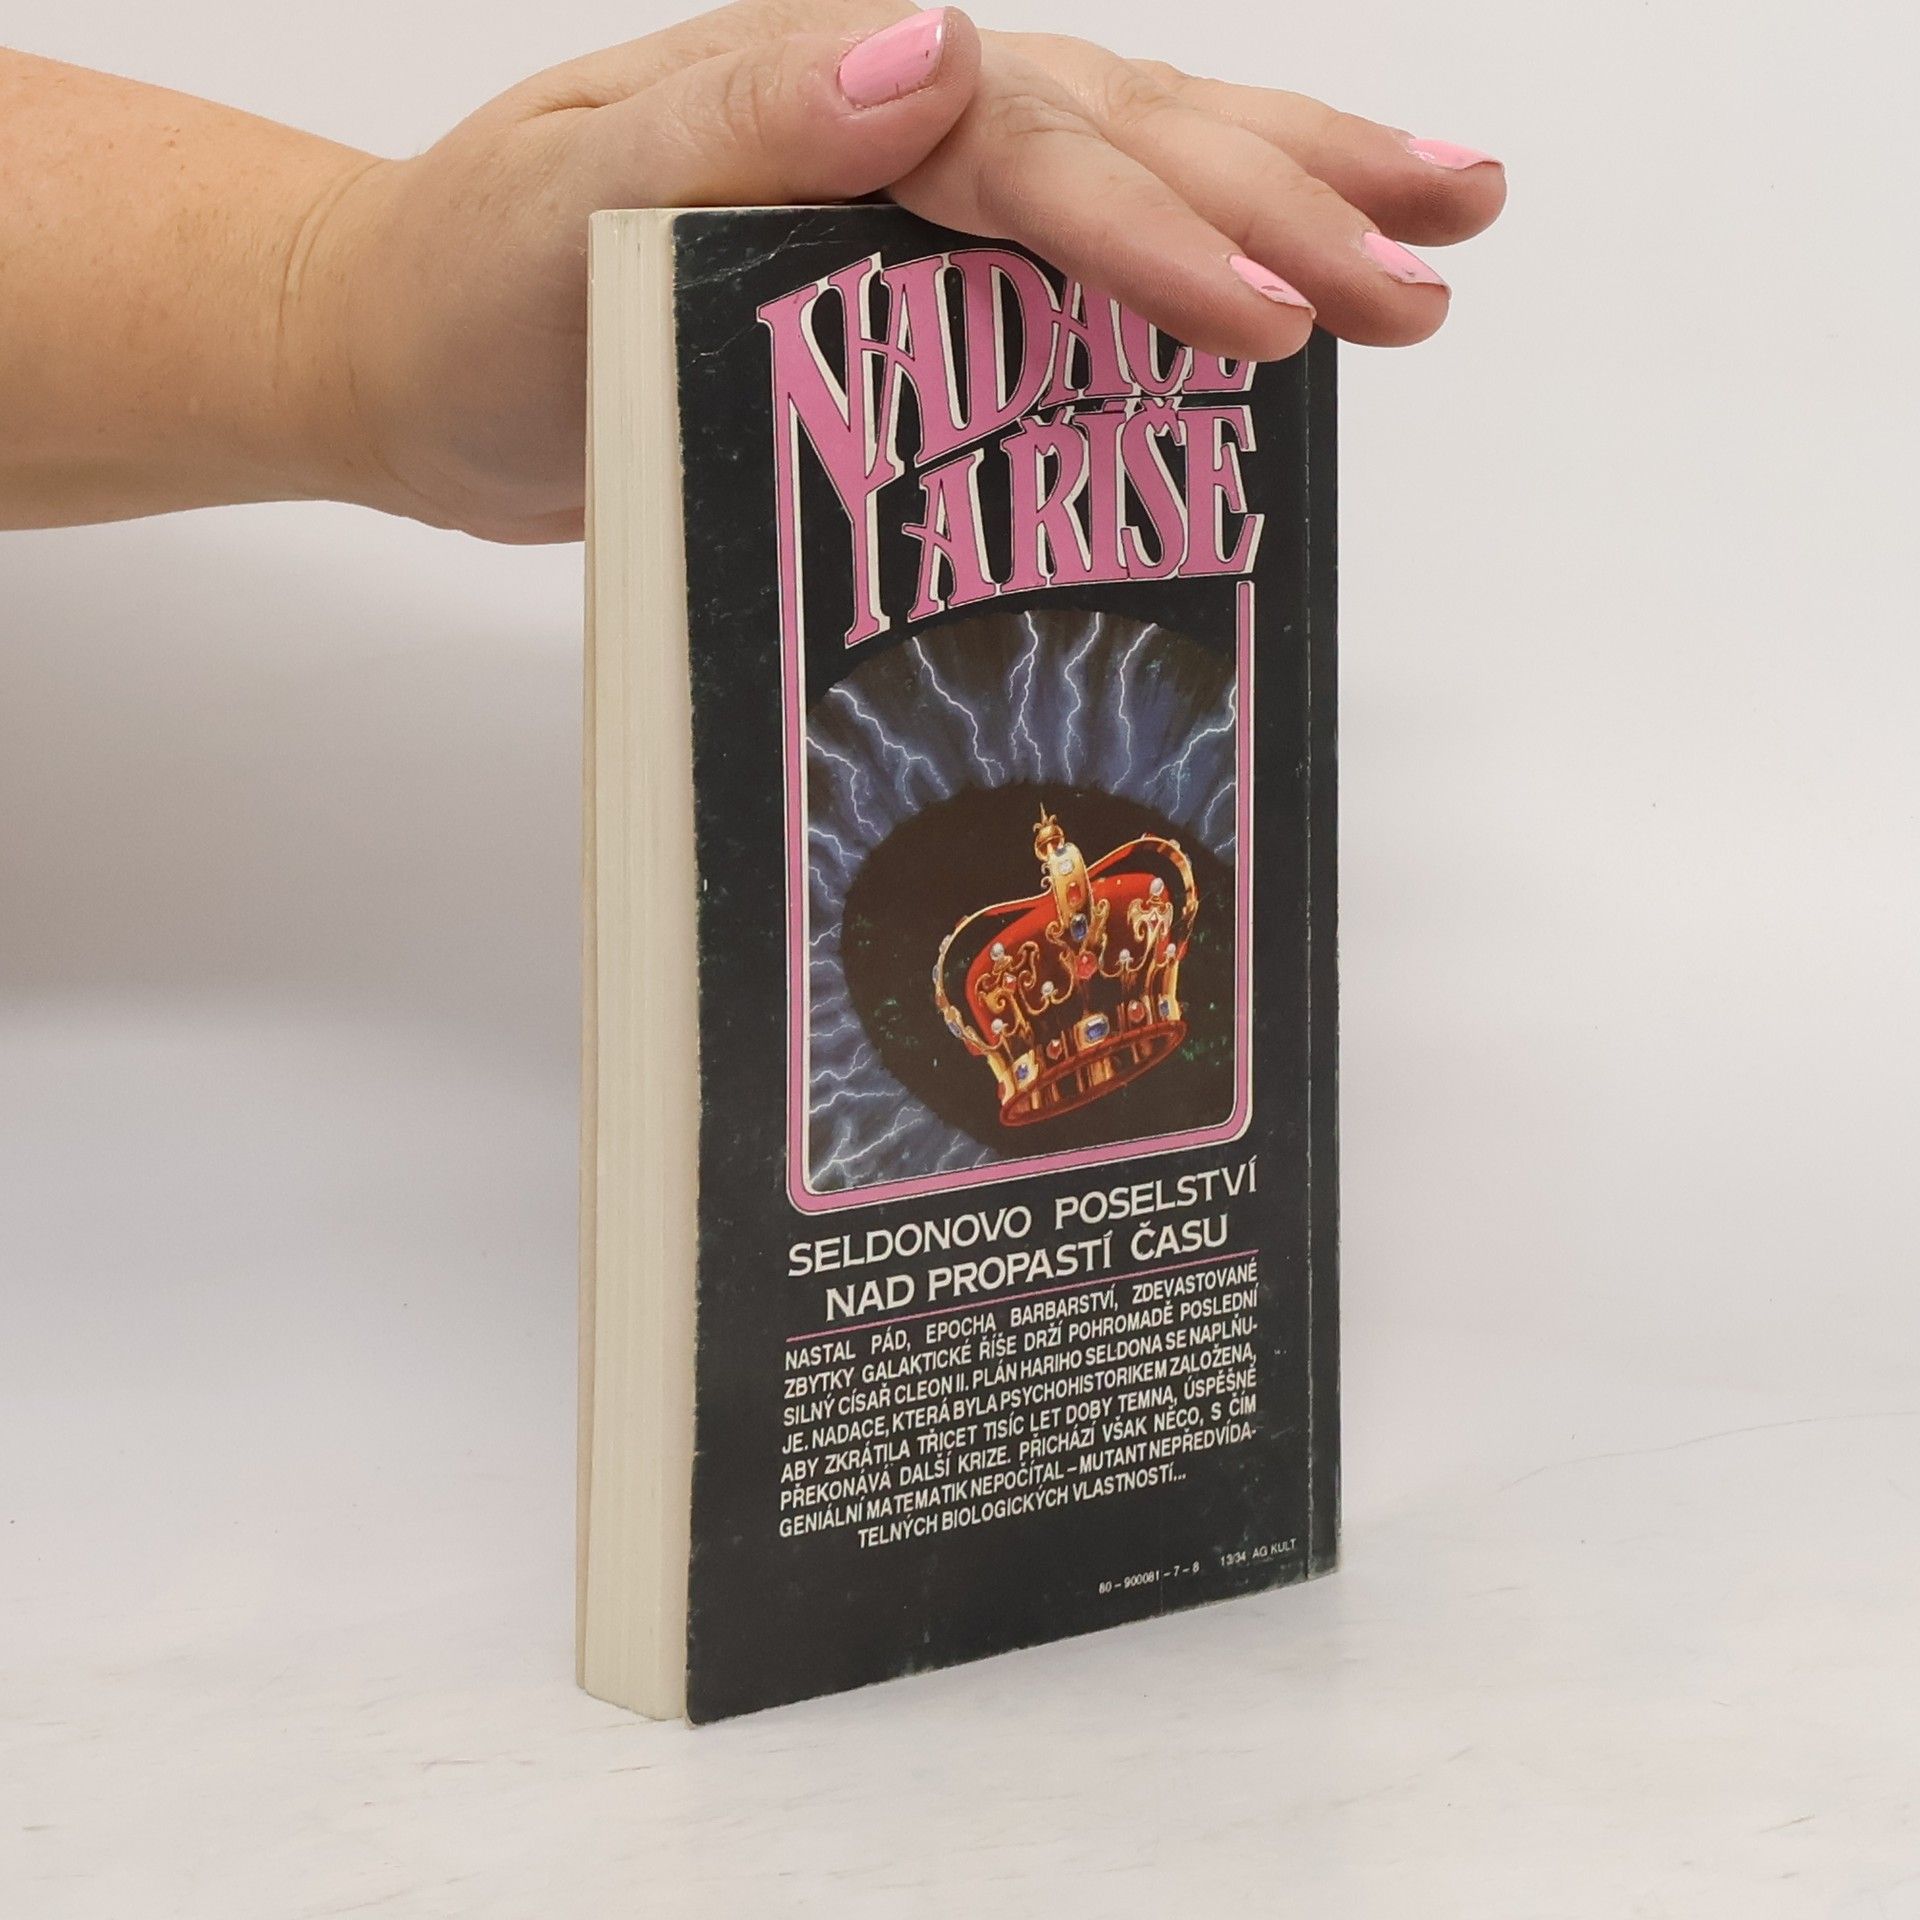 NADACE
A ŘÍŠE
SELDONOVO POSELSTVÍ
NAD PROPASTÍ ČASU
NASTAL PÁD, EPOCHA BARBARSTVÍ, ZDEVASTOVANÉ
ZBYTKY GALAKTICKÉ ŘÍŠE DRŽÍ POHROMADĚ POSLEDNÍ
SILNÝ CÍSAŘ CLEON II. PLÁN HARIHO SELDONA SE NAPLŇU-
JE. NADACE, KTERÁ BYLA PSYCHOHISTORIKEM ZALOŽENA,
ABY ZKRÁTILA TŘICET TISÍC LET DOBY TEMNA, ÚSPĚŠNĚ
PŘEKONÁVÁ DALŠÍ KRIZE. PŘICHÁZÍ VŠAK NĚCO, S ČÍM
GENIÁLNÍ MATEMATIK NEPOČÍTAL – MUTANT NEPŘEDVÍDA-
TELNÝCH BIOLOGICKÝCH VLASTNOSTÍ...
80 – 900081 – 7 – 8 13/34 AG KULT